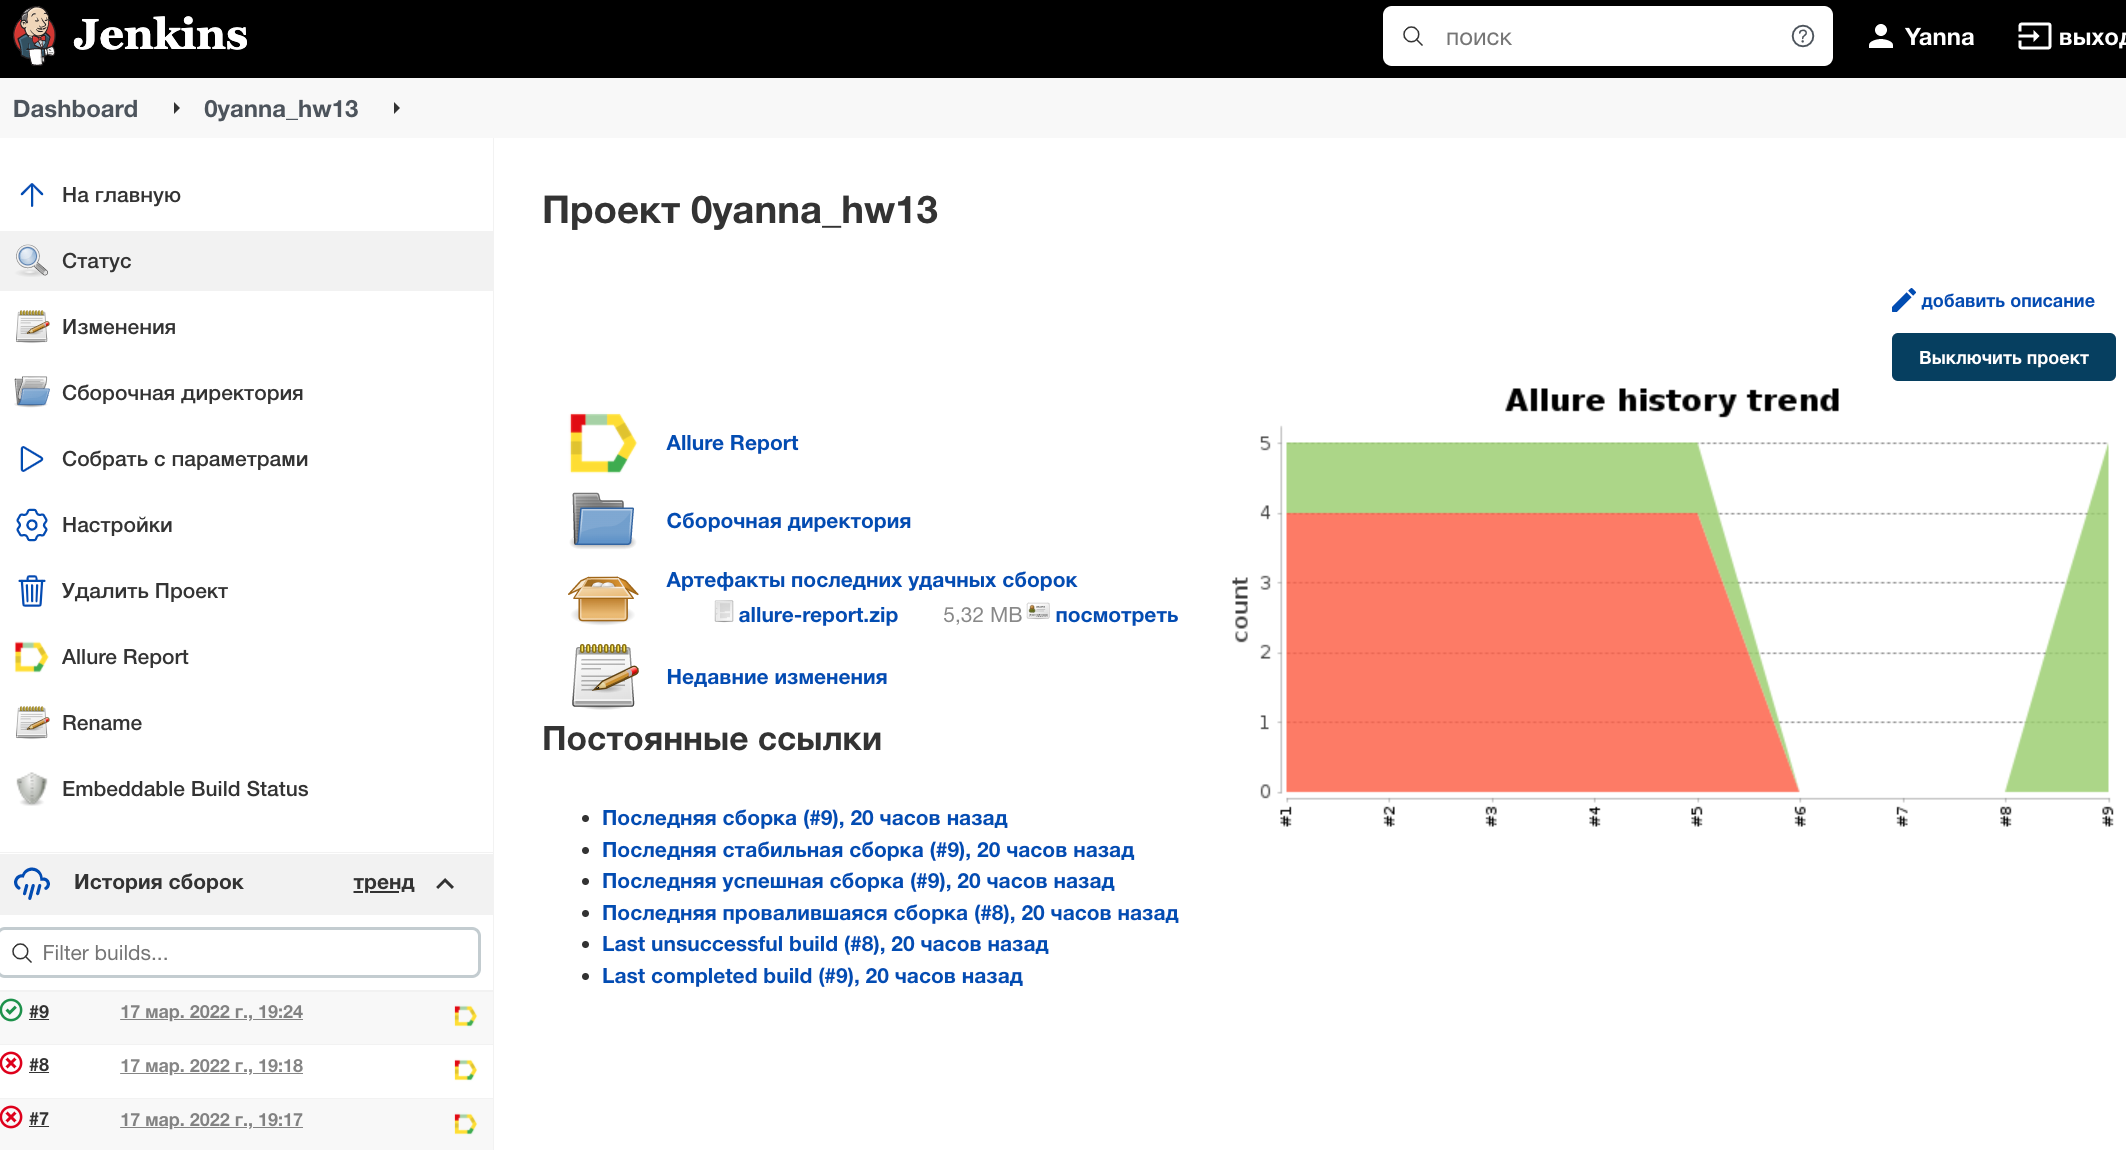 Jenkins
поиск
Yanna
выход
Dashboard
0yanna_hw13
На главную
Статус
Изменения
Сборочная директория
Собрать с параметрами
Настройки
Удалить Проект
Allure Report
Rename
Embeddable Build Status
История сборок
тренд
Filter builds...
#9 17 мар. 2022 г., 19:24
#8 17 мар. 2022 г., 19:18
#7 17 мар. 2022 г., 19:17
Проект 0yanna_hw13
добавить описание
Выключить проект
Allure Report
Сборочная директория
Артефакты последних удачных сборок
allure-report.zip 5,32 MB посмотреть
Недавние изменения
Allure history trend
count
5
4
3
2
1
0
#1 #2 #3 #4 #5 #6 #7 #8 #9
Постоянные ссылки
Последняя сборка (#9), 20 часов назад
Последняя стабильная сборка (#9), 20 часов назад
Последняя успешная сборка (#9), 20 часов назад
Последняя провалившаяся сборка (#8), 20 часов назад
Last unsuccessful build (#8), 20 часов назад
Last completed build (#9), 20 часов назад